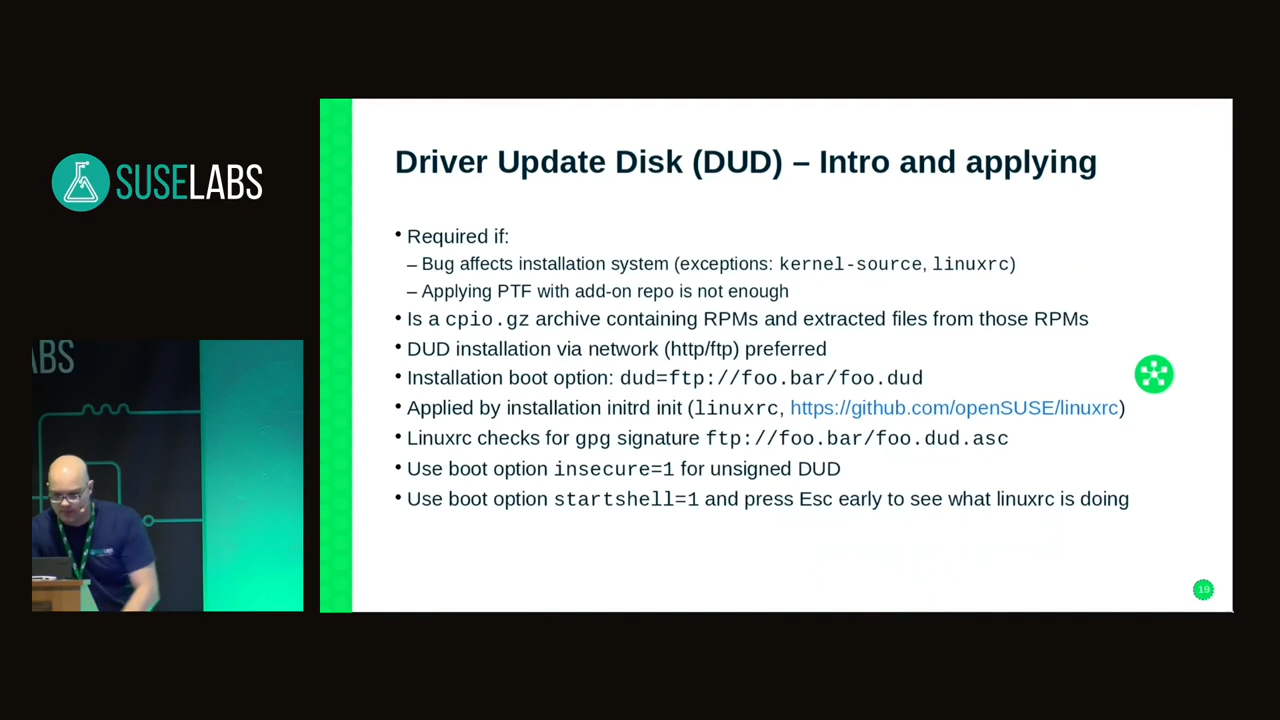 SUSELABS
ABS
Driver Update Disk (DUD) – Intro and applying
• Required if:
– Bug affects installation system (exceptions: kernel-source, linuxrc)
– Applying PTF with add-on repo is not enough
• Is a cpio.gz archive containing RPMs and extracted files from those RPMs
• DUD installation via network (http/ftp) preferred
• Installation boot option: dud=ftp://foo.bar/foo.dud
• Applied by installation initrd init (linuxrc, https://github.com/openSUSE/linuxrc)
• Linuxrc checks for gpg signature ftp://foo.bar/foo.dud.asc
• Use boot option insecure=1 for unsigned DUD
• Use boot option startshell=1 and press Esc early to see what linuxrc is doing
19